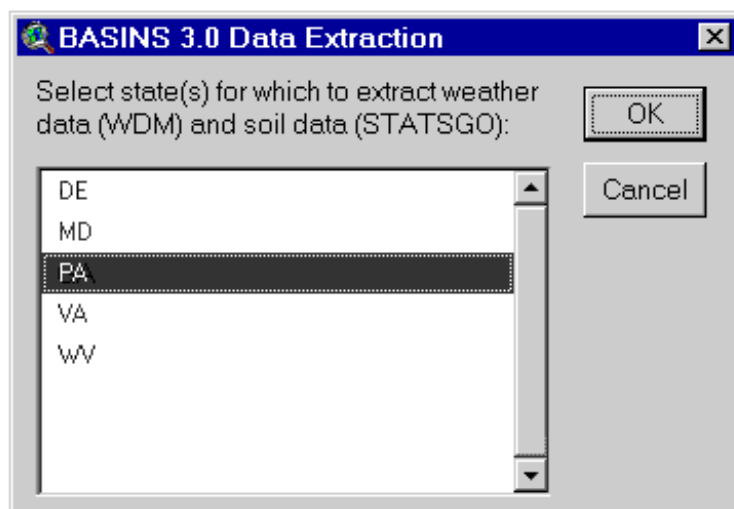 BASINS 3.0 Data Extraction
Select state(s) for which to extract weather
data (WDM) and soil data (STATSGO):
OK
Cancel
DE
MD
PA
VA
WV